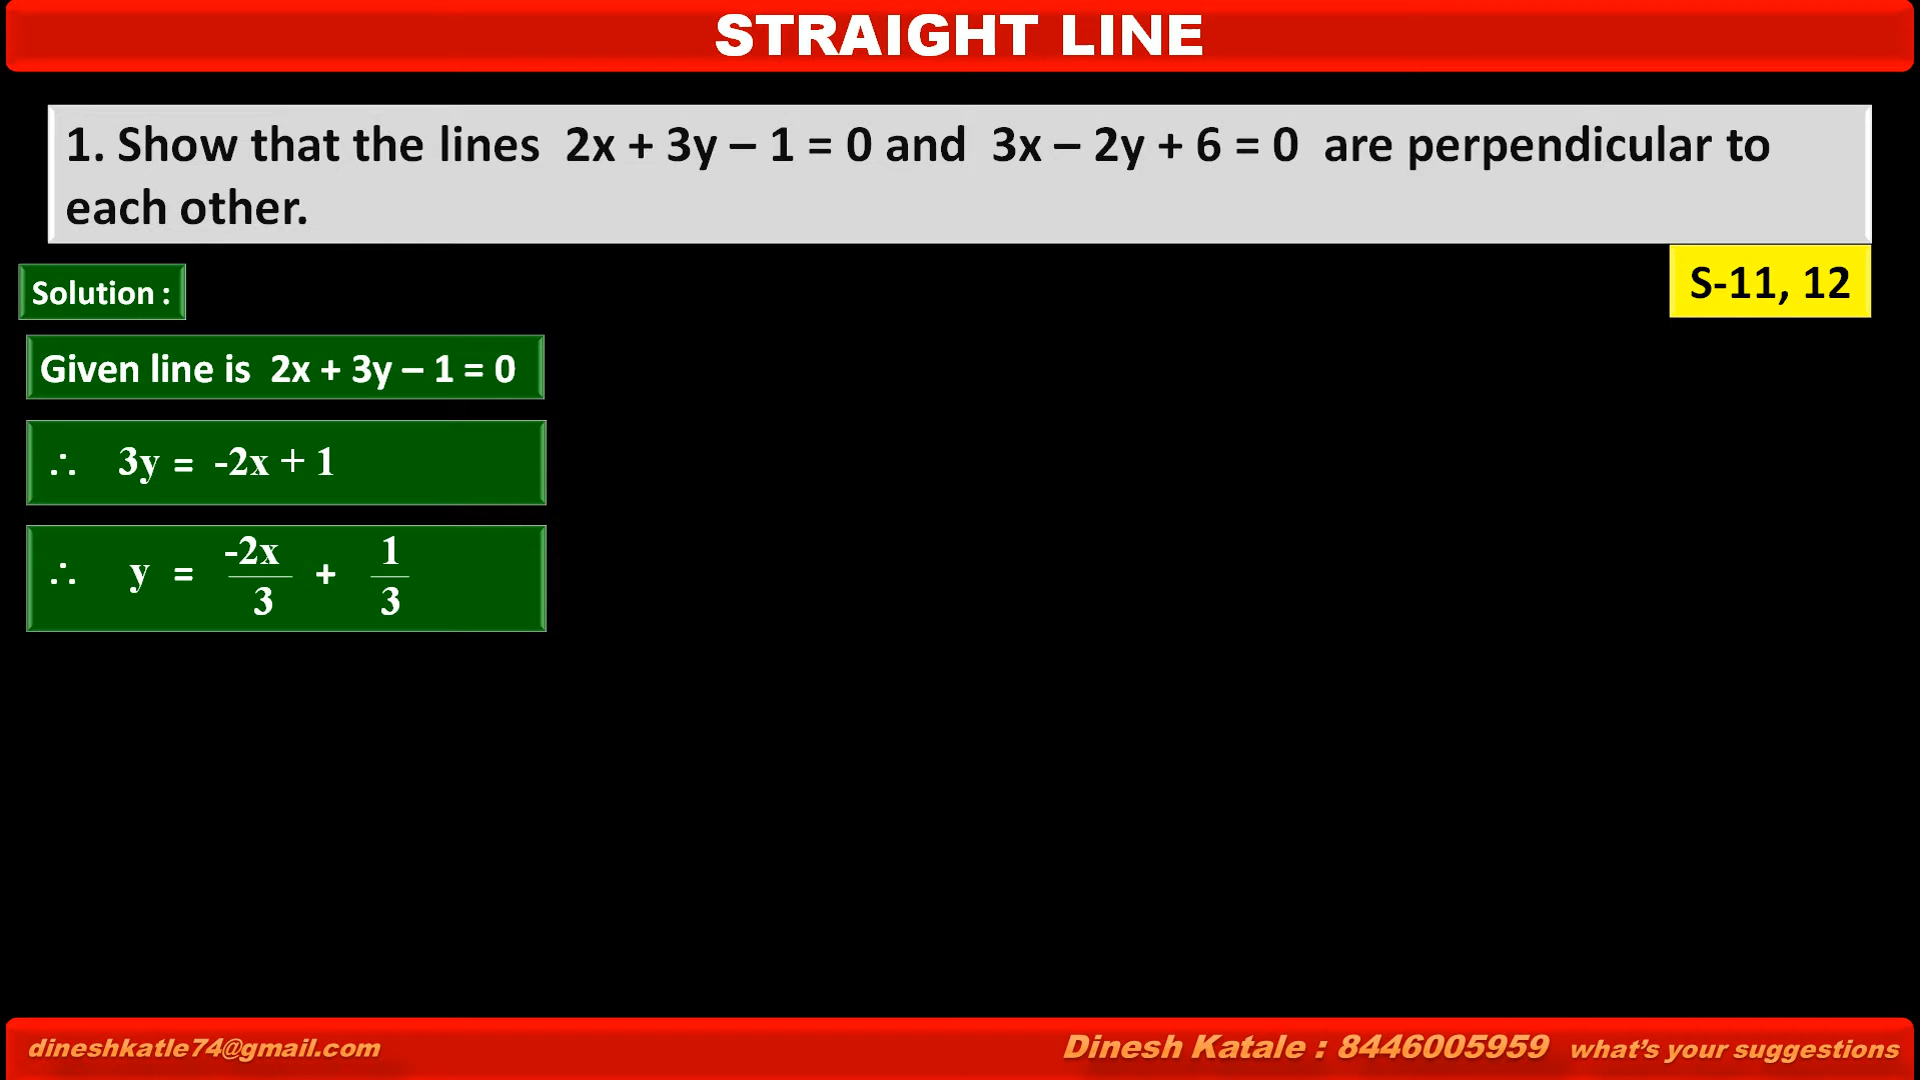 STRAIGHT LINE
1. Show that the lines 2x + 3y – 1 = 0 and 3x – 2y + 6 = 0 are perpendicular to
each other.
S-11, 12
Solution :
Given line is 2x + 3y – 1 = 0
∴ 3y = -2x + 1
∴ y = -2x/3 + 1/3
dineshkatle74@gmail.com
Dinesh Katale : 8446005959 what's your suggestions